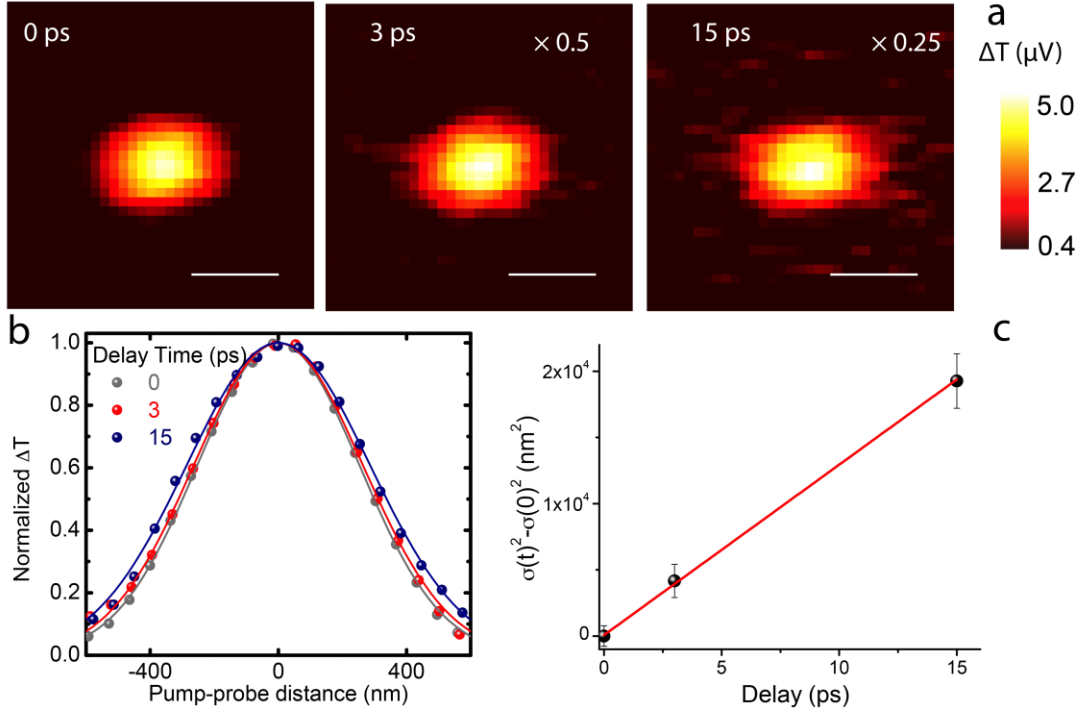 a
0 ps
3 ps
× 0.5
15 ps
× 0.25
ΔT (μV)
5.0
2.7
0.4
b
1.0
0.8
0.6
0.4
0.2
0.0
Normalized ΔT
Delay Time (ps)
0
3
15
-400
0
400
Pump-probe distance (nm)
c
2x10⁴
1x10⁴
0
σ(t)²-σ(0)² (nm²)
0
5
10
15
Delay (ps)